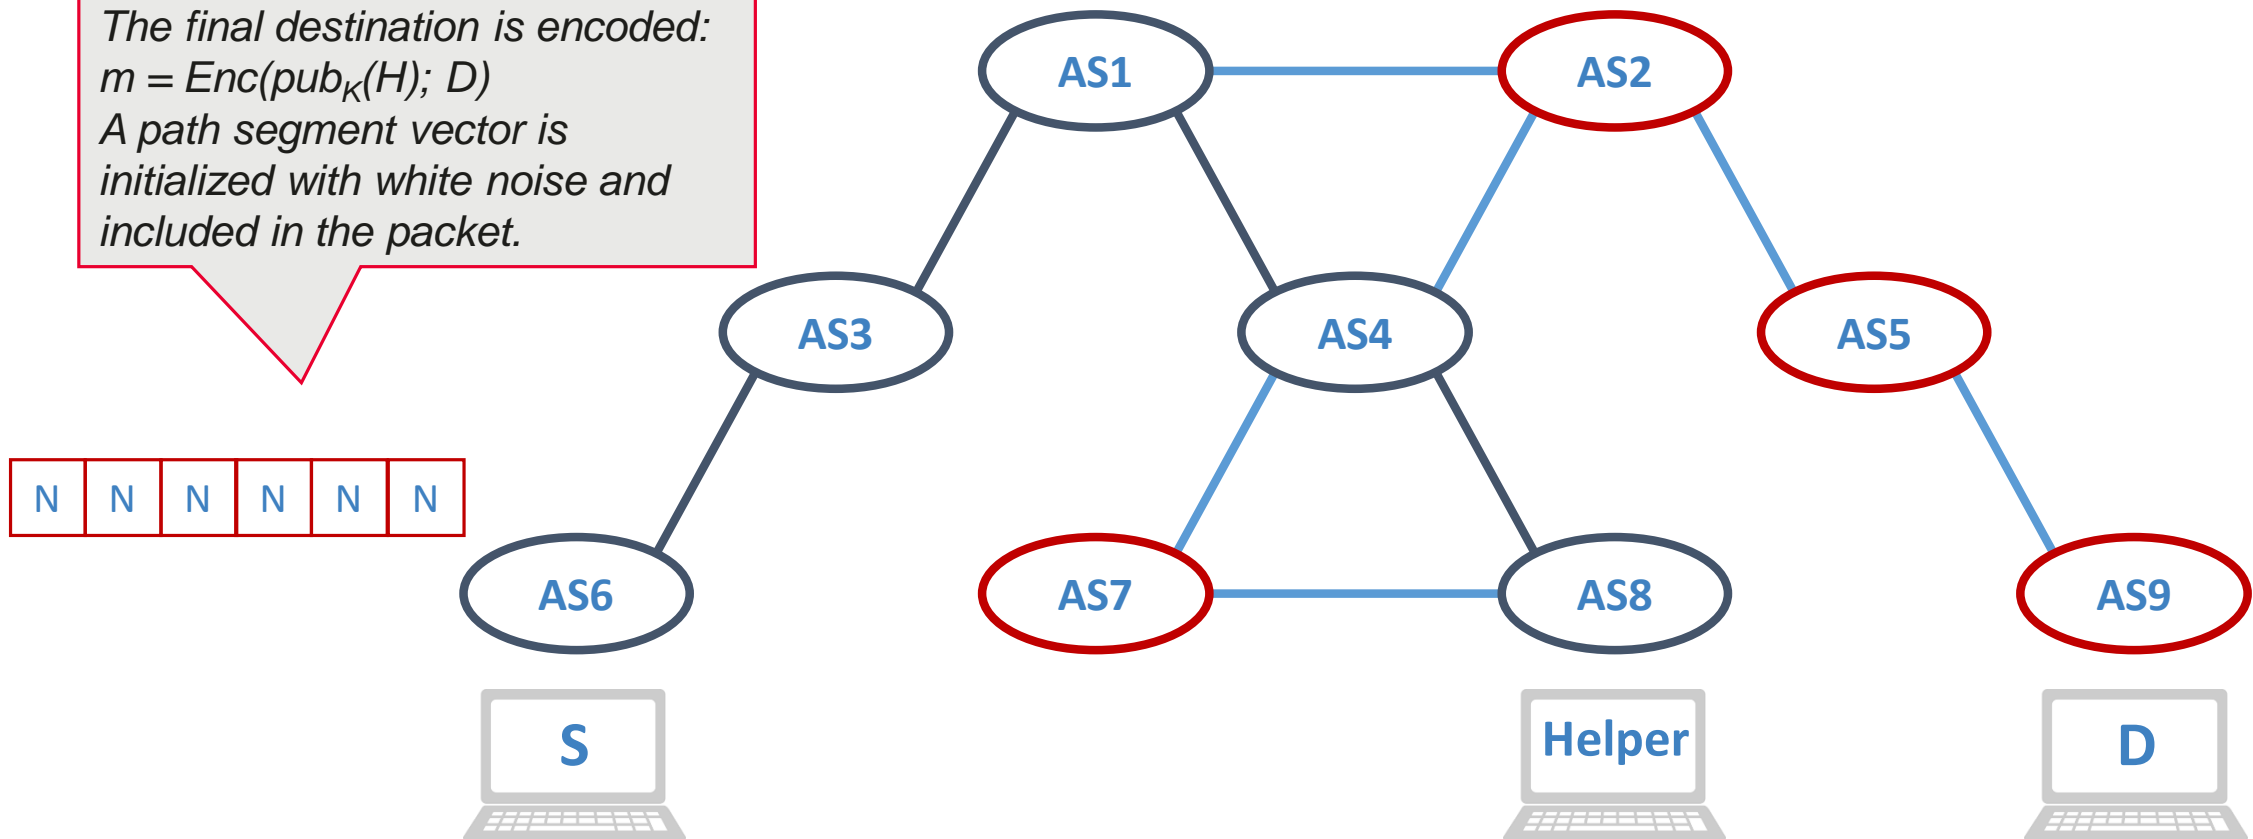 The final destination is encoded:
m = Enc(pub_K(H); D)
A path segment vector is
initialized with white noise and
included in the packet.
AS1
AS2
AS3
AS4
AS5
N N N N N N
AS6
AS7
AS8
AS9
S
Helper
D